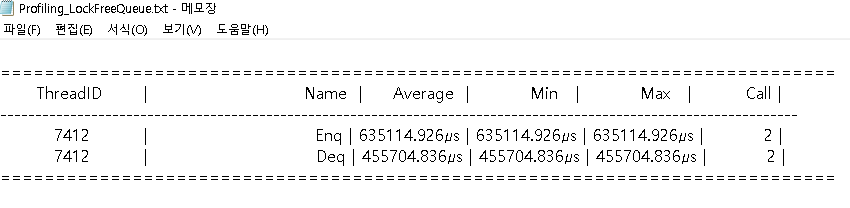 Profiling_LockFreeQueue.txt - 메모장
파일(F) 편집(E) 서식(O) 보기(V) 도움말(H)
===========================================================================
ThreadID | Name | Average | Min | Max | Call |
---------------------------------------------------------------------------
7412 | Enq | 635114.926㎲ | 635114.926㎲ | 635114.926㎲ | 2 |
7412 | Deq | 455704.836㎲ | 455704.836㎲ | 455704.836㎲ | 2 |
===========================================================================